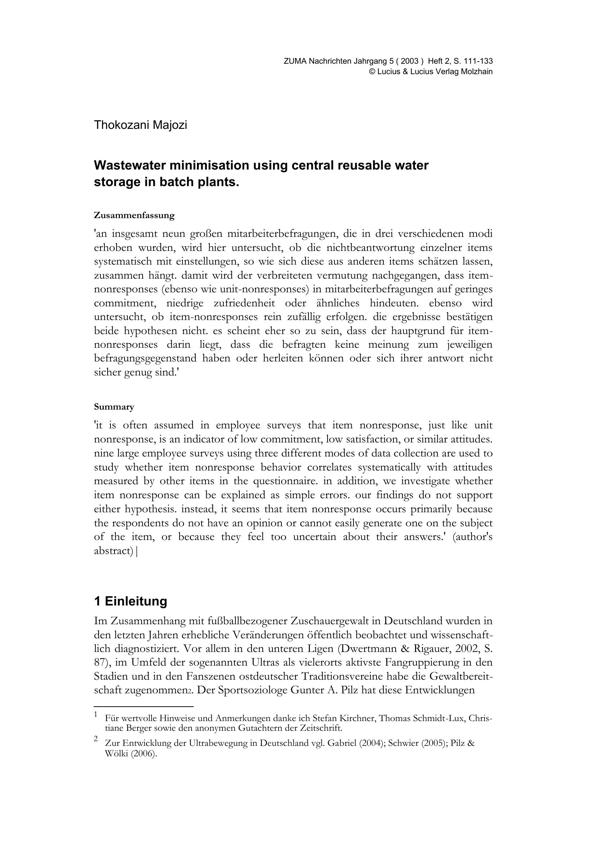 ZUMA Nachrichten Jahrgang 5 ( 2003 ) Heft 2, S. 111-133
© Lucius & Lucius Verlag Molzhain
Thokozani Majozi
Wastewater minimisation using central reusable water
storage in batch plants.
Zusammenfassung
'an insgesamt neun großen mitarbeiterbefragungen, die in drei verschiedenen modi
erhoben wurden, wird hier untersucht, ob die nichtbeantwortung einzelner items
systematisch mit einstellungen, so wie sich diese aus anderen items schätzen lassen,
zusammen hängt. damit wird der verbreiteten vermutung nachgegangen, dass item-
nonresponses (ebenso wie unit-nonresponses) in mitarbeiterbefragungen auf geringes
commitment, niedrige zufriedenheit oder ähnliches hindeuten. ebenso wird
untersucht, ob item-nonresponses rein zufällig erfolgen. die ergebnisse bestätigen
beide hypothesen nicht. es scheint eher so zu sein, dass der hauptgrund für item-
nonresponses darin liegt, dass die befragten keine meinung zum jeweiligen
befragungsgegenstand haben oder herleiten können oder sich ihrer antwort nicht
sicher genug sind.'
Summary
'it is often assumed in employee surveys that item nonresponse, just like unit
nonresponse, is an indicator of low commitment, low satisfaction, or similar attitudes.
nine large employee surveys using three different modes of data collection are used to
study whether item nonresponse behavior correlates systematically with attitudes
measured by other items in the questionnaire. in addition, we investigate whether
item nonresponse can be explained as simple errors. our findings do not support
either hypothesis. instead, it seems that item nonresponse occurs primarily because
the respondents do not have an opinion or cannot easily generate one on the subject
of the item, or because they feel too uncertain about their answers.' (author's
abstract)|
1 Einleitung
Im Zusammenhang mit fußballbezogener Zuschauergewalt in Deutschland wurden in
den letzten Jahren erhebliche Veränderungen öffentlich beobachtet und wissenschaft-
lich diagnostiziert. Vor allem in den unteren Ligen (Dwertmann & Rigauer, 2002, S.
87), im Umfeld der sogenannten Ultras als vielerorts aktivste Fangruppierung in den
Stadien und in den Fanszenen ostdeutscher Traditionsvereine habe die Gewaltbereit-
schaft zugenommen2. Der Sportsoziologe Gunter A. Pilz hat diese Entwicklungen
1 Für wertvolle Hinweise und Anmerkungen danke ich Stefan Kirchner, Thomas Schmidt-Lux, Chris-
tiane Berger sowie den anonymen Gutachtern der Zeitschrift.
2 Zur Entwicklung der Ultrabewegung in Deutschland vgl. Gabriel (2004); Schwier (2005); Pilz &
Wölki (2006).